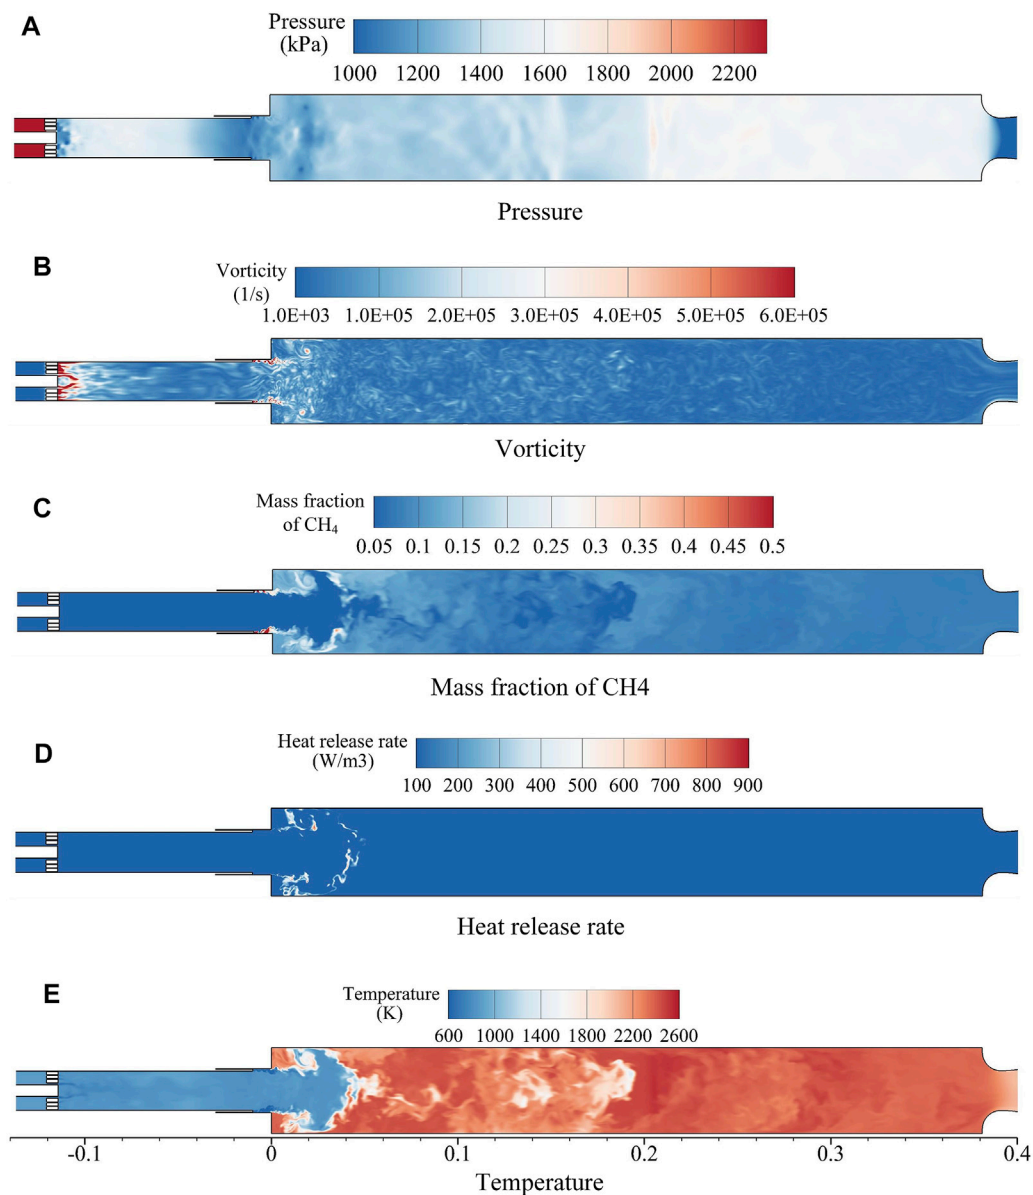 A
Pressure
(kPa)
1000 1200 1400 1600 1800 2000 2200
Pressure
B
Vorticity
(1/s)
1.0E+03 1.0E+05 2.0E+05 3.0E+05 4.0E+05 5.0E+05 6.0E+05
Vorticity
C
Mass fraction
of CH₄
0.05 0.1 0.15 0.2 0.25 0.3 0.35 0.4 0.45 0.5
Mass fraction of CH4
D
Heat release rate
(W/m3)
100 200 300 400 500 600 700 800 900
Heat release rate
E
Temperature
(K)
600 1000 1400 1800 2200 2600
-0.1 0 0.1 0.2 0.3 0.4
Temperature